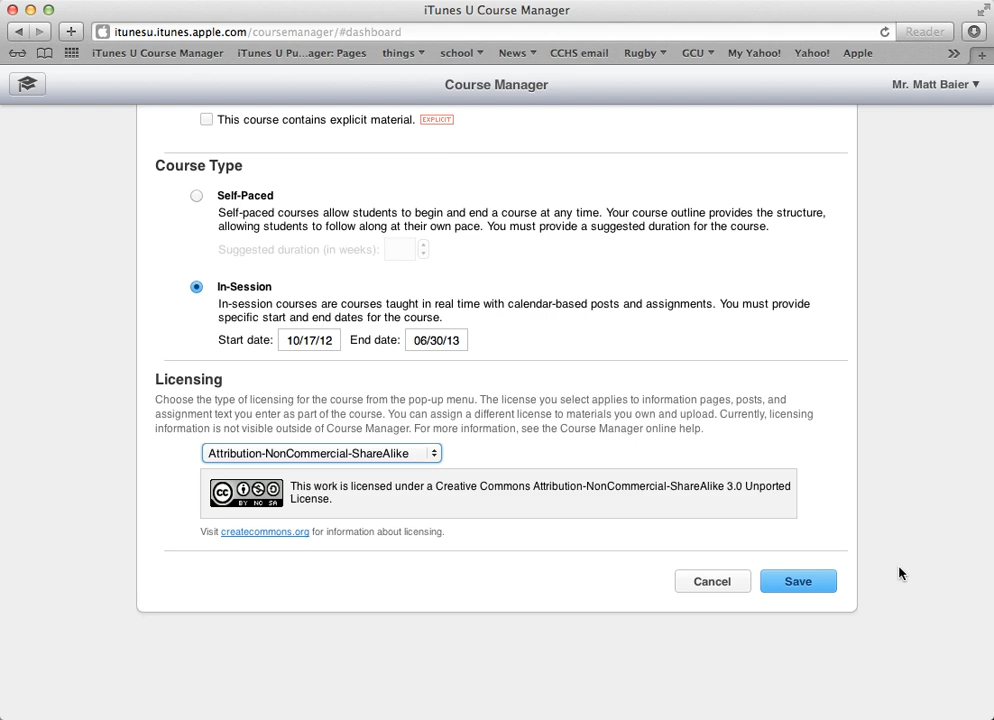 iTunes U Course Manager
itunesu.itunes.apple.com/coursemanager/#dashboard
Reader
iTunes U Course Manager iTunes U Pu...ager: Pages things school News CCHS email Rugby GCU My Yahoo! Yahoo! Apple
Course Manager
Mr. Matt Baier
This course contains explicit material. EXPLICIT
Course Type
Self-Paced
Self-paced courses allow students to begin and end a course at any time. Your course outline provides the structure,
allowing students to follow along at their own pace. You must provide a suggested duration for the course.
Suggested duration (in weeks):
In-Session
In-session courses are courses taught in real time with calendar-based posts and assignments. You must provide
specific start and end dates for the course.
Start date: 10/17/12 End date: 06/30/13
Licensing
Choose the type of licensing for the course from the pop-up menu. The license you select applies to information pages, posts, and
assignment text you enter as part of the course. You can assign a different license to materials you own and upload. Currently, licensing
information is not visible outside of Course Manager. For more information, see the Course Manager online help.
Attribution-NonCommercial-ShareAlike
cc BY NC SA
This work is licensed under a Creative Commons Attribution-NonCommercial-ShareAlike 3.0 Unported
License.
Visit createcommons.org for information about licensing.
Cancel Save